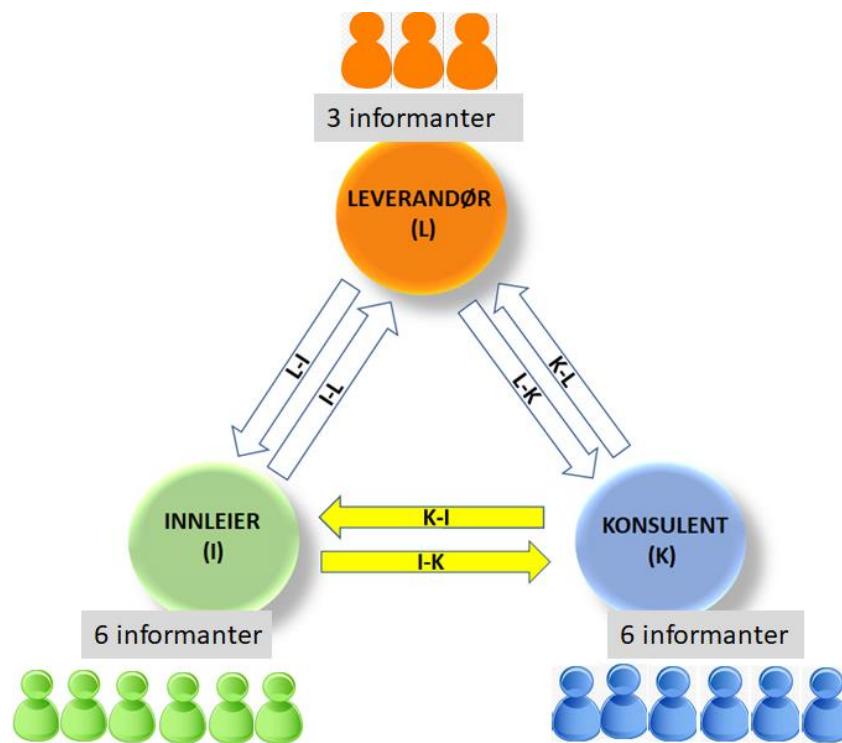 3 informanter
LEVERANDØR
(L)
L-I
I-L
L-K
K-L
INNLEIER
(I)
K-I
I-K
KONSULENT
(K)
6 informanter
6 informanter